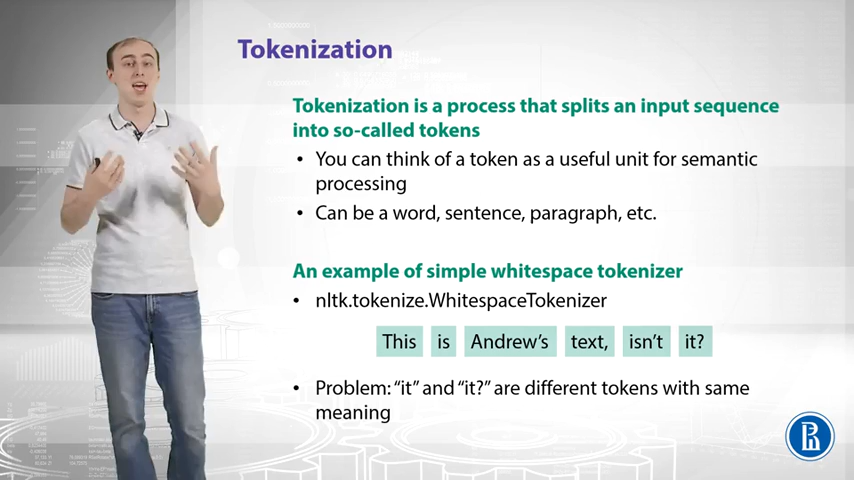 Tokenization
Tokenization is a process that splits an input sequence
into so-called tokens
• You can think of a token as a useful unit for semantic
processing
• Can be a word, sentence, paragraph, etc.
An example of simple whitespace tokenizer
• nltk.tokenize.WhitespaceTokenizer
This is Andrew’s text, isn’t it?
• Problem: “it” and “it?” are different tokens with same
meaning